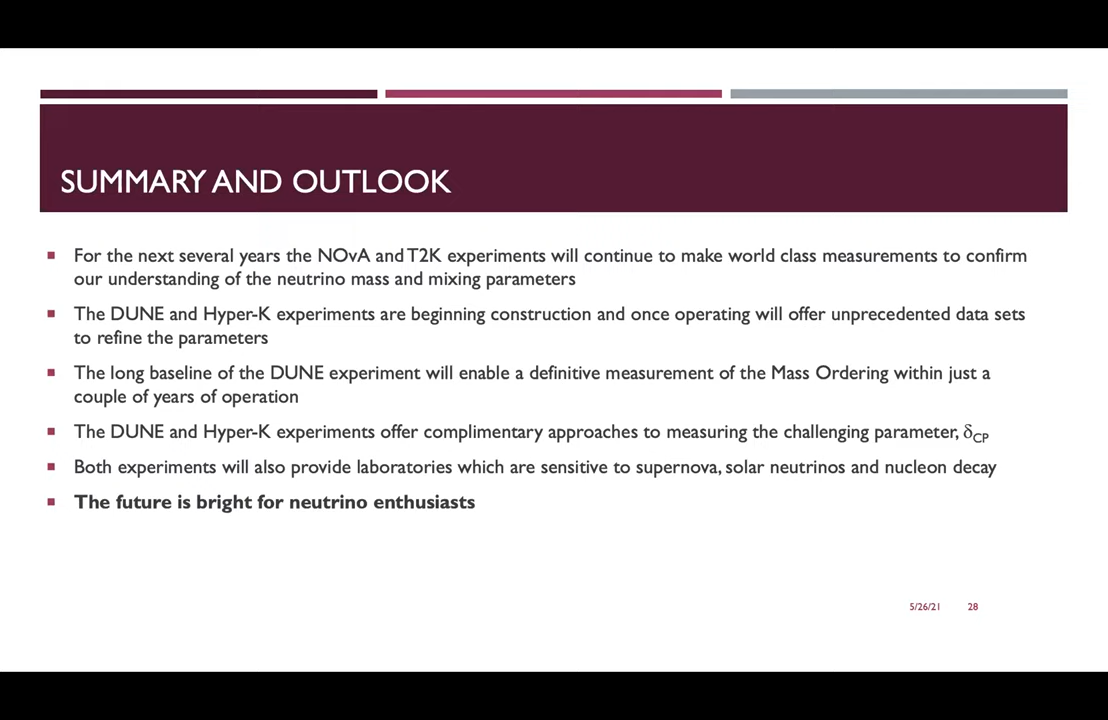 SUMMARY AND OUTLOOK
▪ For the next several years the NOvA and T2K experiments will continue to make world class measurements to confirm
our understanding of the neutrino mass and mixing parameters
▪ The DUNE and Hyper-K experiments are beginning construction and once operating will offer unprecedented data sets
to refine the parameters
▪ The long baseline of the DUNE experiment will enable a definitive measurement of the Mass Ordering within just a
couple of years of operation
▪ The DUNE and Hyper-K experiments offer complimentary approaches to measuring the challenging parameter, δCP
▪ Both experiments will also provide laboratories which are sensitive to supernova, solar neutrinos and nucleon decay
▪ The future is bright for neutrino enthusiasts
5/26/21 28